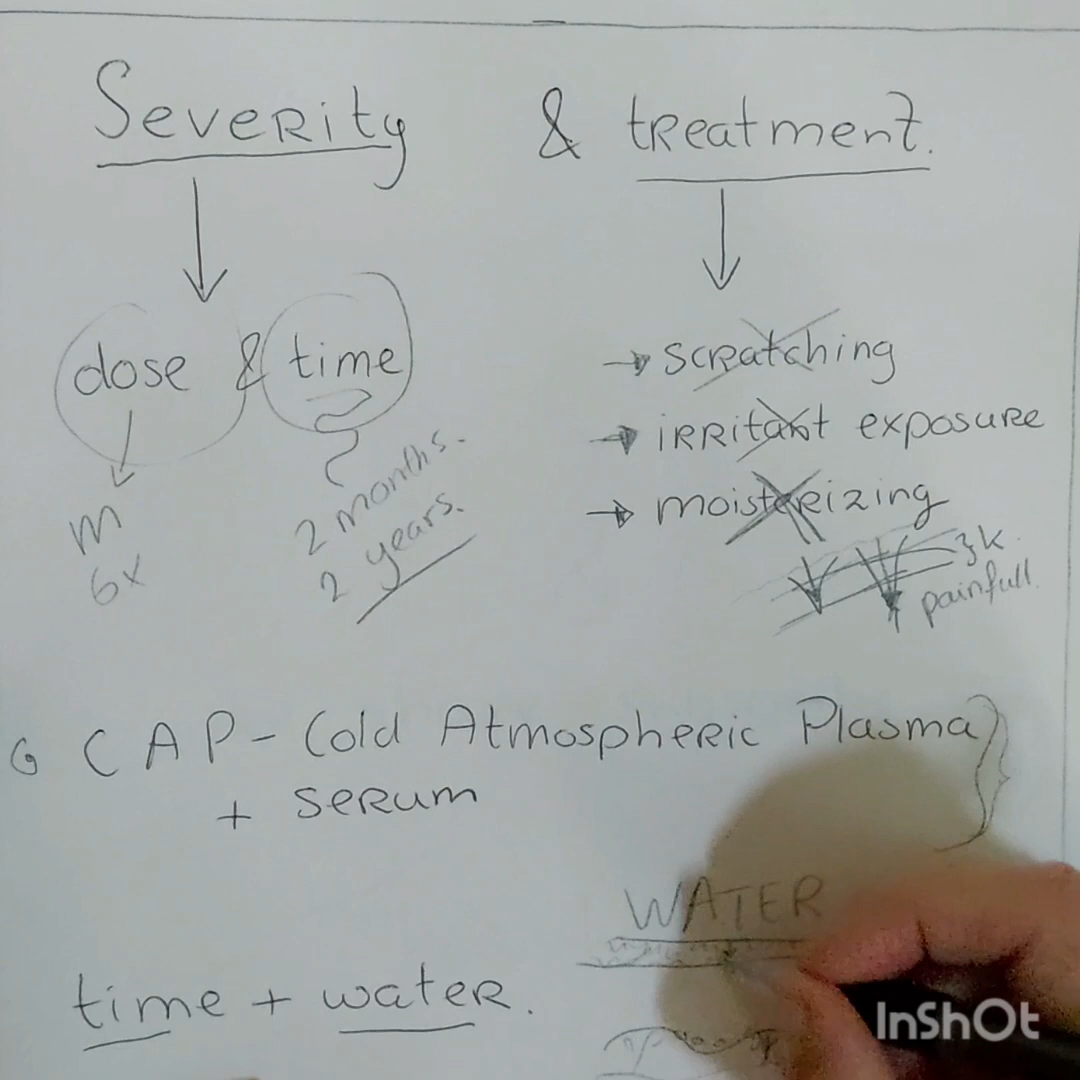 Severity & treatment.
dose & time
m
6x
2 months.
2 years.
→ scratching
→ irritant exposure
→ moisterizing
3k
painfull.
CAP - Cold Atmospheric Plasma
+ serum
WATER
time + water.
InShOt